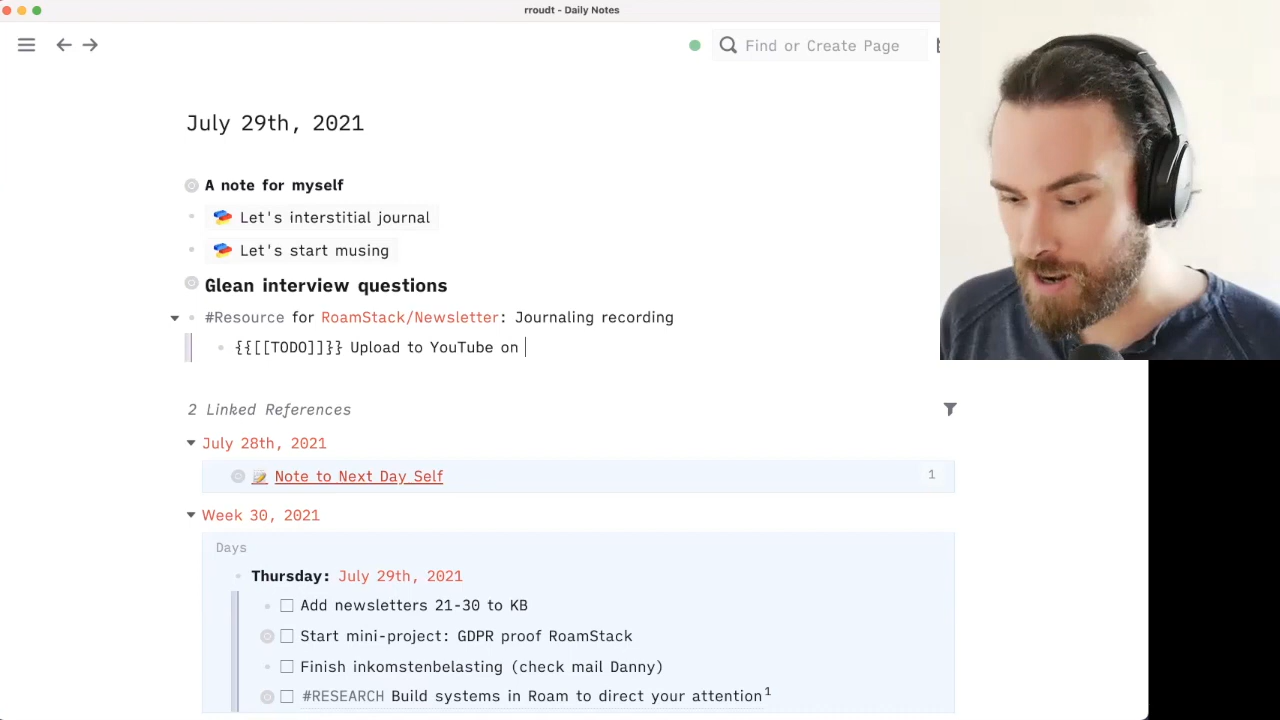 rroudt - Daily Notes
Find or Create Page
July 29th, 2021
A note for myself
Let's interstitial journal
Let's start musing
Glean interview questions
#Resource for RoamStack/Newsletter: Journaling recording
{{[[TODO]]}} Upload to YouTube on
2 Linked References
July 28th, 2021
Note to Next Day Self 1
Week 30, 2021
Days
Thursday: July 29th, 2021
Add newsletters 21-30 to KB
Start mini-project: GDPR proof RoamStack
Finish inkomstenbelasting (check mail Danny)
#RESEARCH Build systems in Roam to direct your attention1